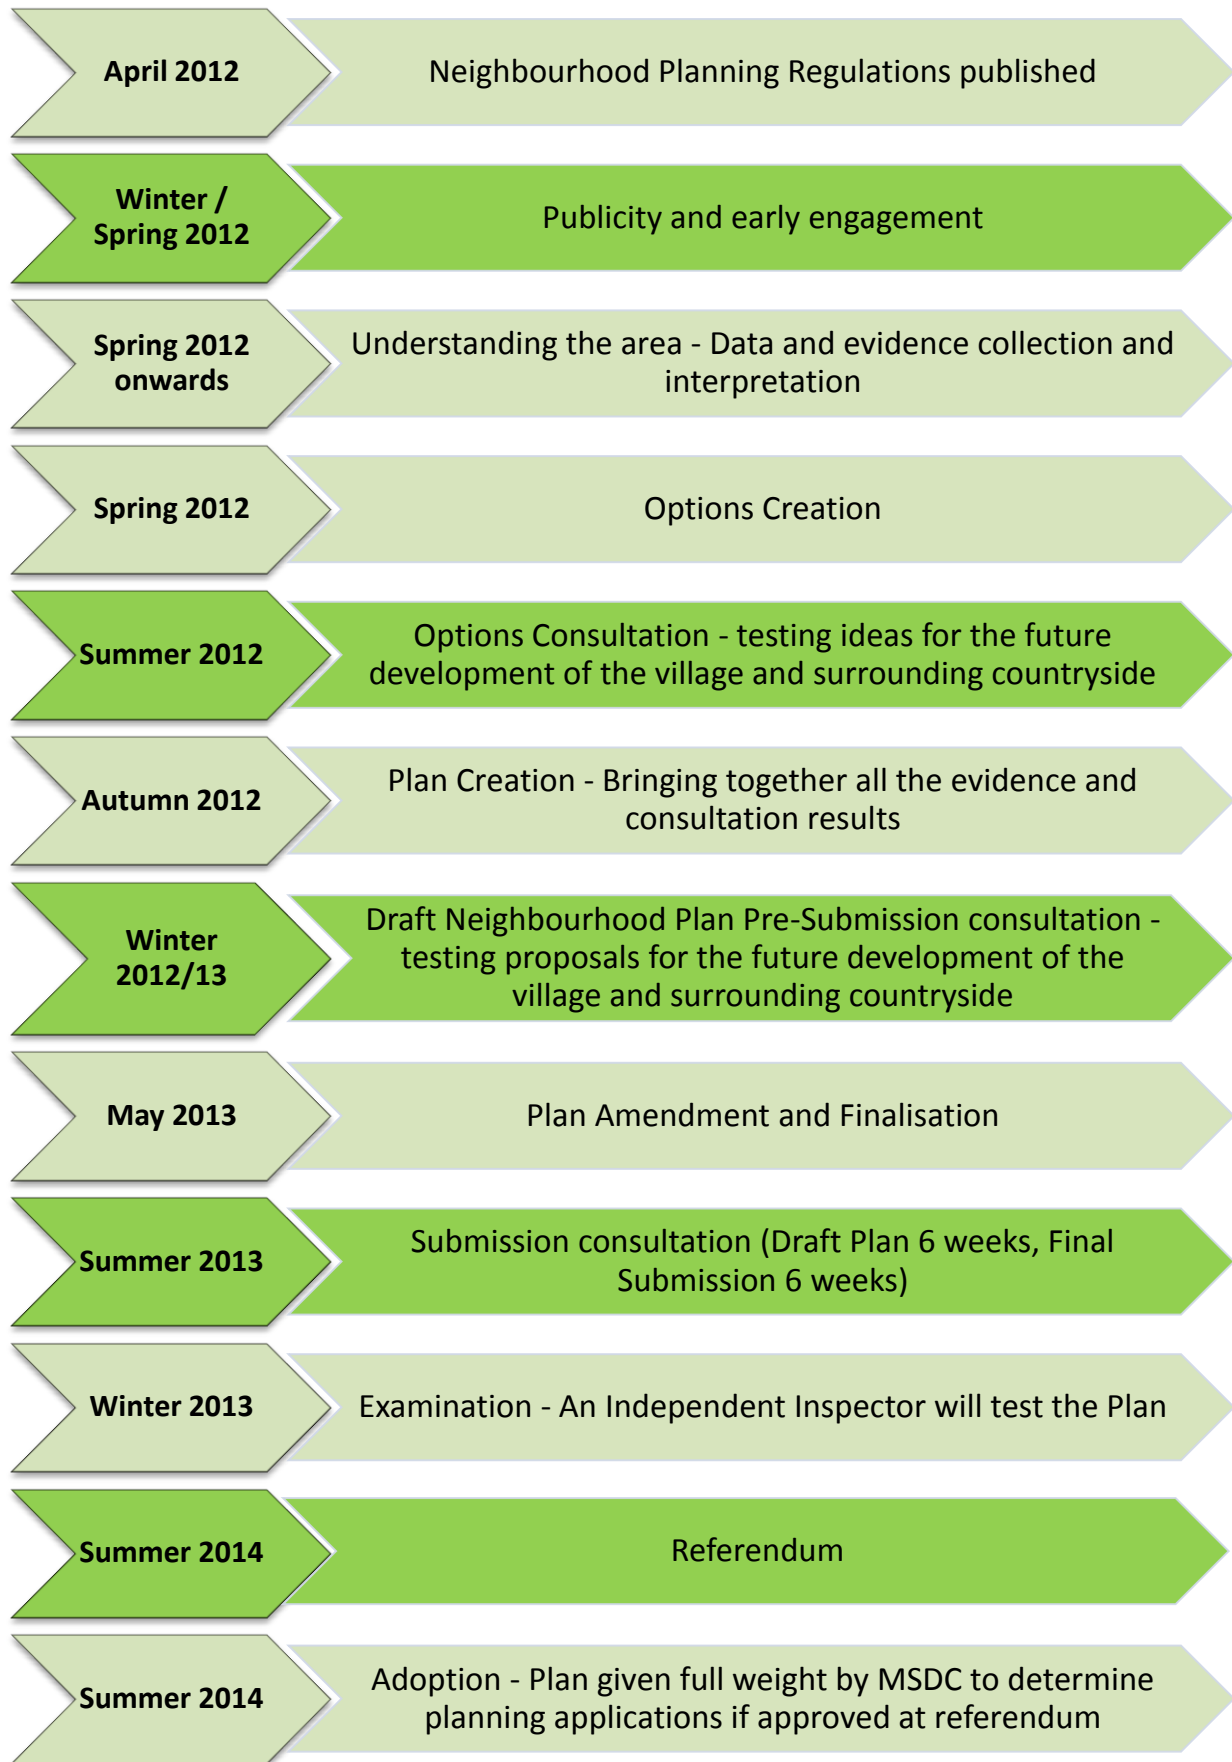 April 2012
Neighbourhood Planning Regulations published
Winter /
Spring 2012
Publicity and early engagement
Spring 2012
onwards
Understanding the area - Data and evidence collection and
interpretation
Spring 2012
Options Creation
Summer 2012
Options Consultation - testing ideas for the future
development of the village and surrounding countryside
Autumn 2012
Plan Creation - Bringing together all the evidence and
consultation results
Winter
2012/13
Draft Neighbourhood Plan Pre-Submission consultation -
testing proposals for the future development of the
village and surrounding countryside
May 2013
Plan Amendment and Finalisation
Summer 2013
Submission consultation (Draft Plan 6 weeks, Final
Submission 6 weeks)
Winter 2013
Examination - An Independent Inspector will test the Plan
Summer 2014
Referendum
Summer 2014
Adoption - Plan given full weight by MSDC to determine
planning applications if approved at referendum